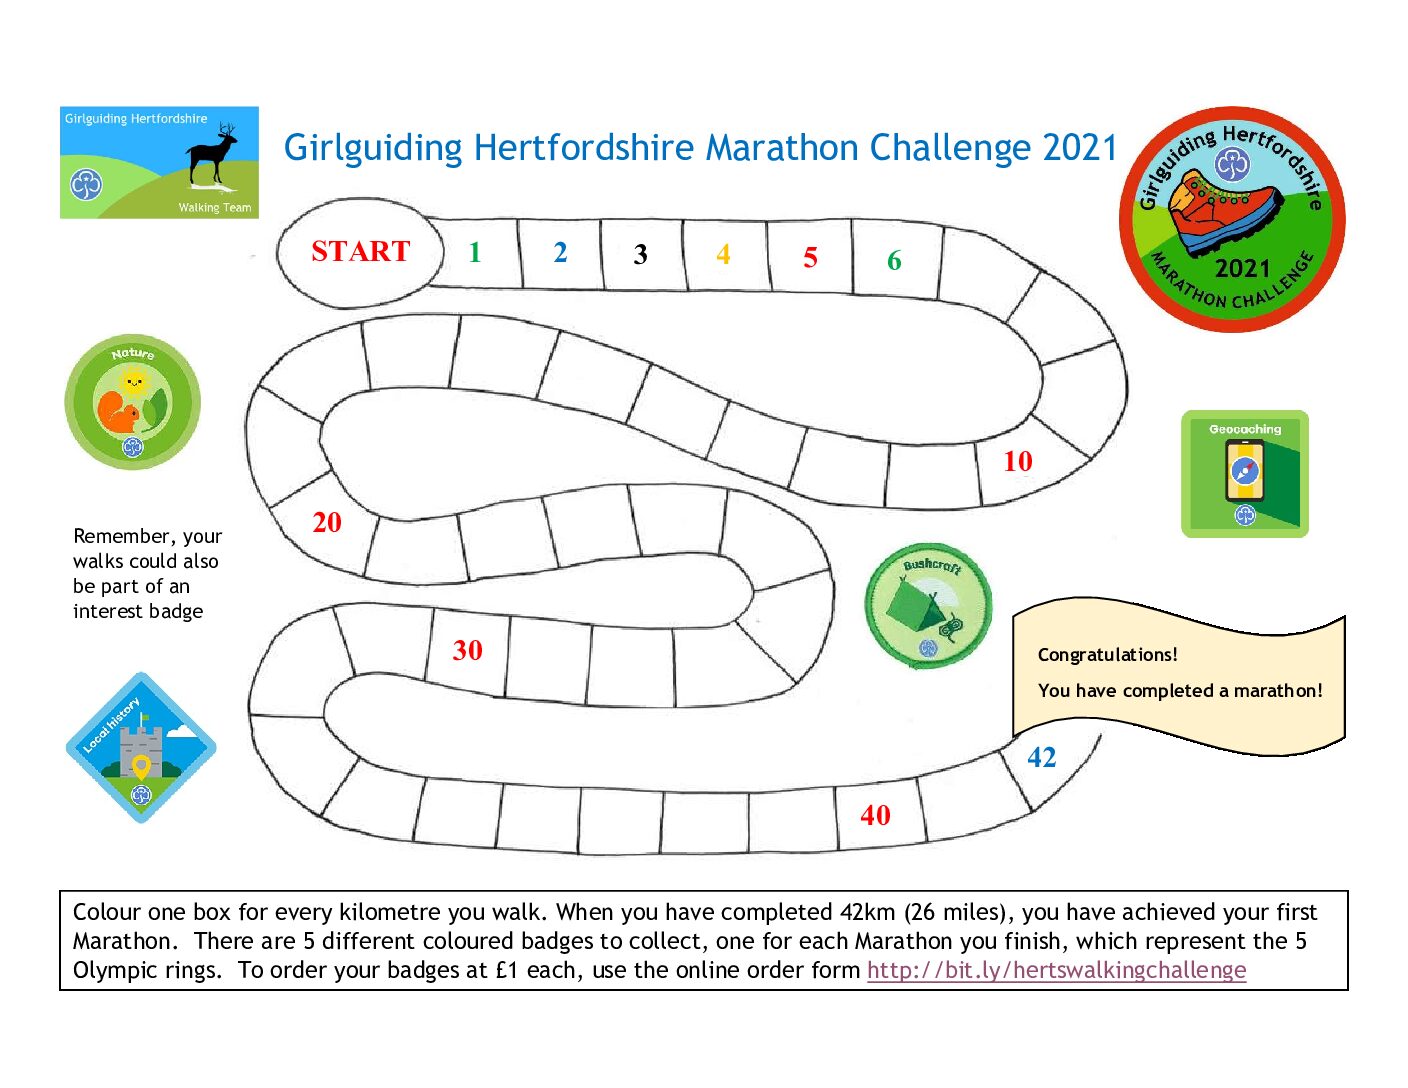 Girlguiding Hertfordshire
Walking Team
Girlguiding Hertfordshire Marathon Challenge 2021
Girlguiding Hertfordshire
2021
MARATHON CHALLENGE
START 1 2 3 4 5 6
Nature
10
Geocaching
20
Remember, your
walks could also
be part of an
interest badge
Bushcraft
30
Congratulations!
You have completed a marathon!
Local history
42
40
Colour one box for every kilometre you walk. When you have completed 42km (26 miles), you have achieved your first
Marathon.  There are 5 different coloured badges to collect, one for each Marathon you finish, which represent the 5
Olympic rings.  To order your badges at £1 each, use the online order form http://bit.ly/hertswalkingchallenge